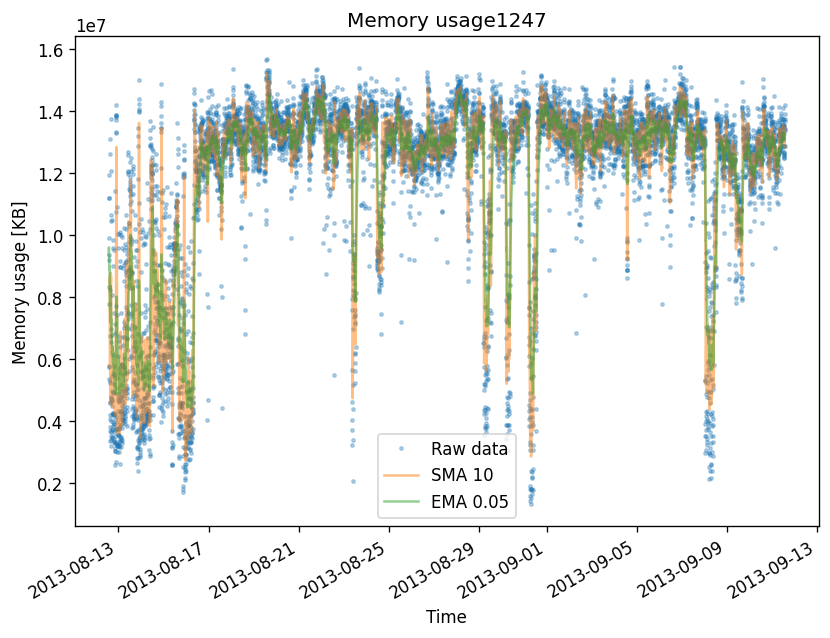 Memory usage1247
1e7
1.6
1.4
1.2
1.0
0.8
0.6
0.4
0.2
Memory usage [KB]
Raw data
SMA 10
EMA 0.05
2013-08-13
2013-08-17
2013-08-21
2013-08-25
2013-08-29
2013-09-01
2013-09-05
2013-09-09
2013-09-13
Time